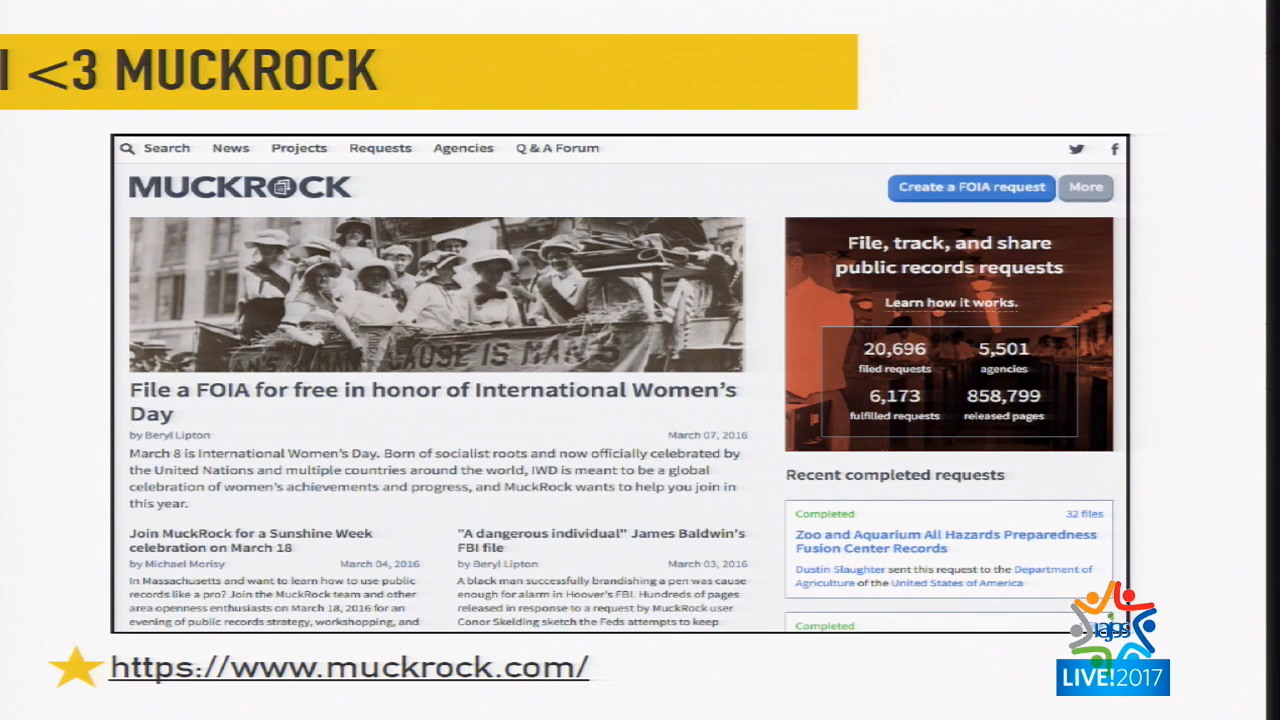 I <3 MUCKROCK
Search News Projects Requests Agencies Q & A Forum
MUCKROCK
Create a FOIA request More
File, track, and share
public records requests
Learn how it works.
20,696 5,501
filed requests agencies
6,173 858,799
fulfilled requests released pages
CAUSE IS MAN'S
File a FOIA for free in honor of International Women's
Day
by Beryl Lipton March 07, 2016
March 8 is International Women's Day. Born of socialist roots and now officially celebrated by
the United Nations and multiple countries around the world, IWD is meant to be a global
celebration of women's achievements and progress, and MuckRock wants to help you join in
this year.
Join MuckRock for a Sunshine Week
celebration on March 18
by Michael Morisy March 04, 2016
In Massachusetts and want to learn how to use public
records like a pro? Join the MuckRock team and other
area openness enthusiasts on March 18, 2016 for an
evening of public records strategy, workshopping, and
"A dangerous individual" James Baldwin's
FBI file
by Beryl Lipton March 03, 2016
A black man successfully brandishing a pen was cause
enough for alarm in Hoover's FBI. Hundreds of pages
released in response to a request by MuckRock user
Conor Skelding sketch the Feds attempts to keep
Recent completed requests
Completed 32 files
Zoo and Aquarium All Hazards Preparedness
Fusion Center Records
Dustin Slaughter sent this request to the Department of
Agriculture of the United States of America
Completed
https://www.muckrock.com/
LIVE!2017